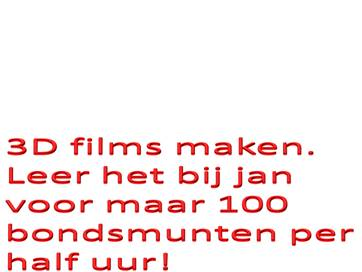 3D films maken.
Leer het bij jan
voor maar 100
bondsmunten per
half uur!